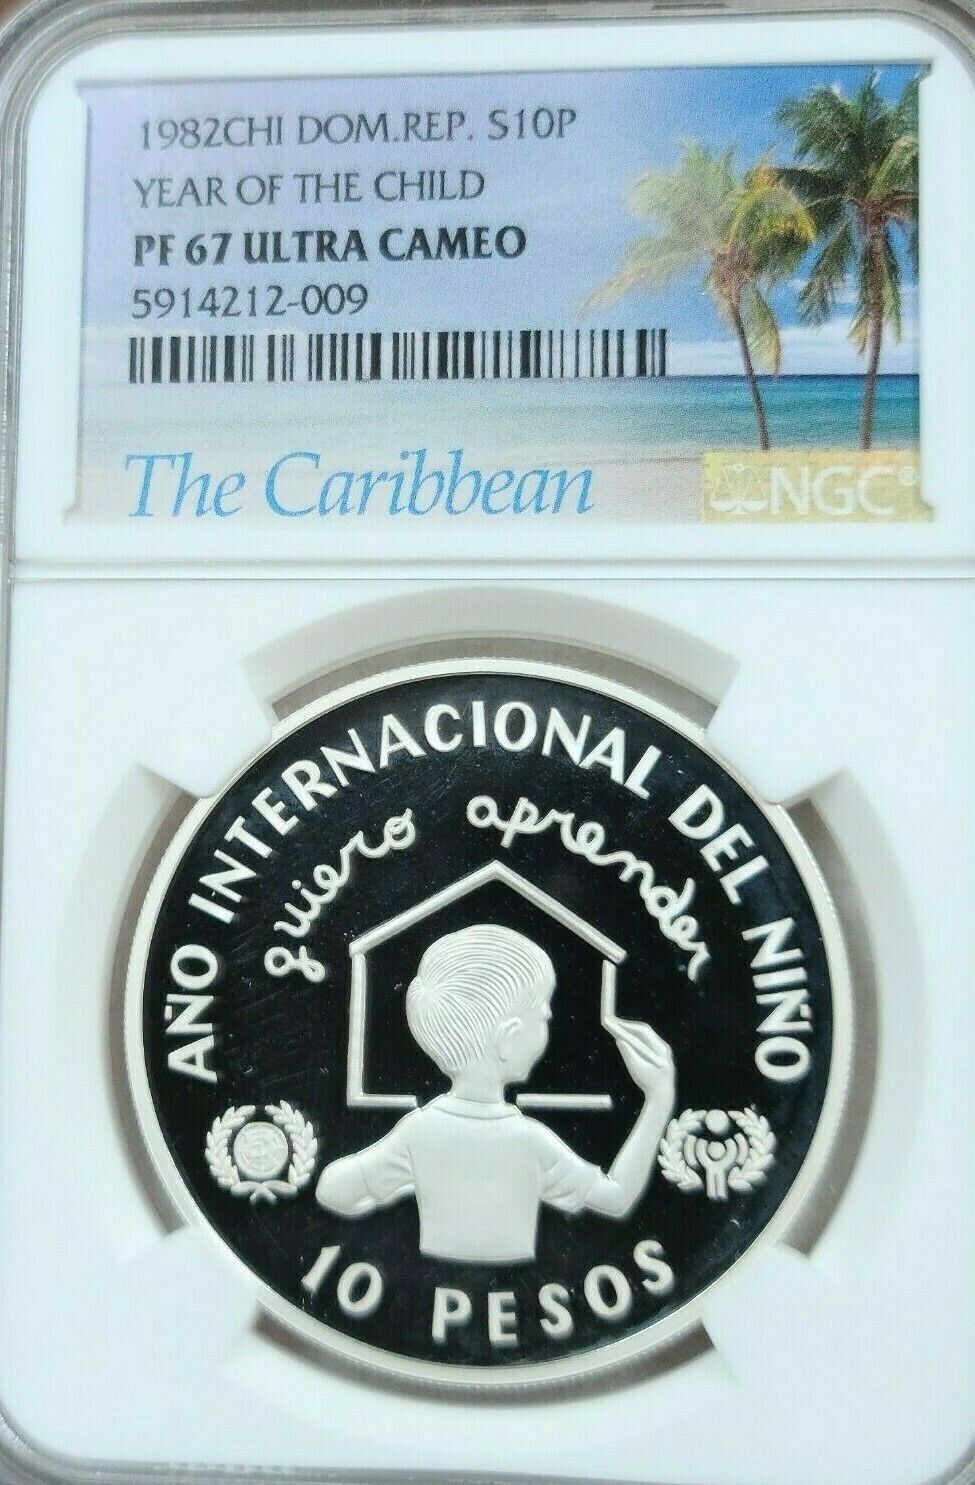 1982CHI DOM.REP. S10P
YEAR OF THE CHILD
PF 67 ULTRA CAMEO
5914212-009
The Caribbean
NGC®
AÑO INTERNACIONAL DEL NIÑO
quiero aprender
10 PESOS